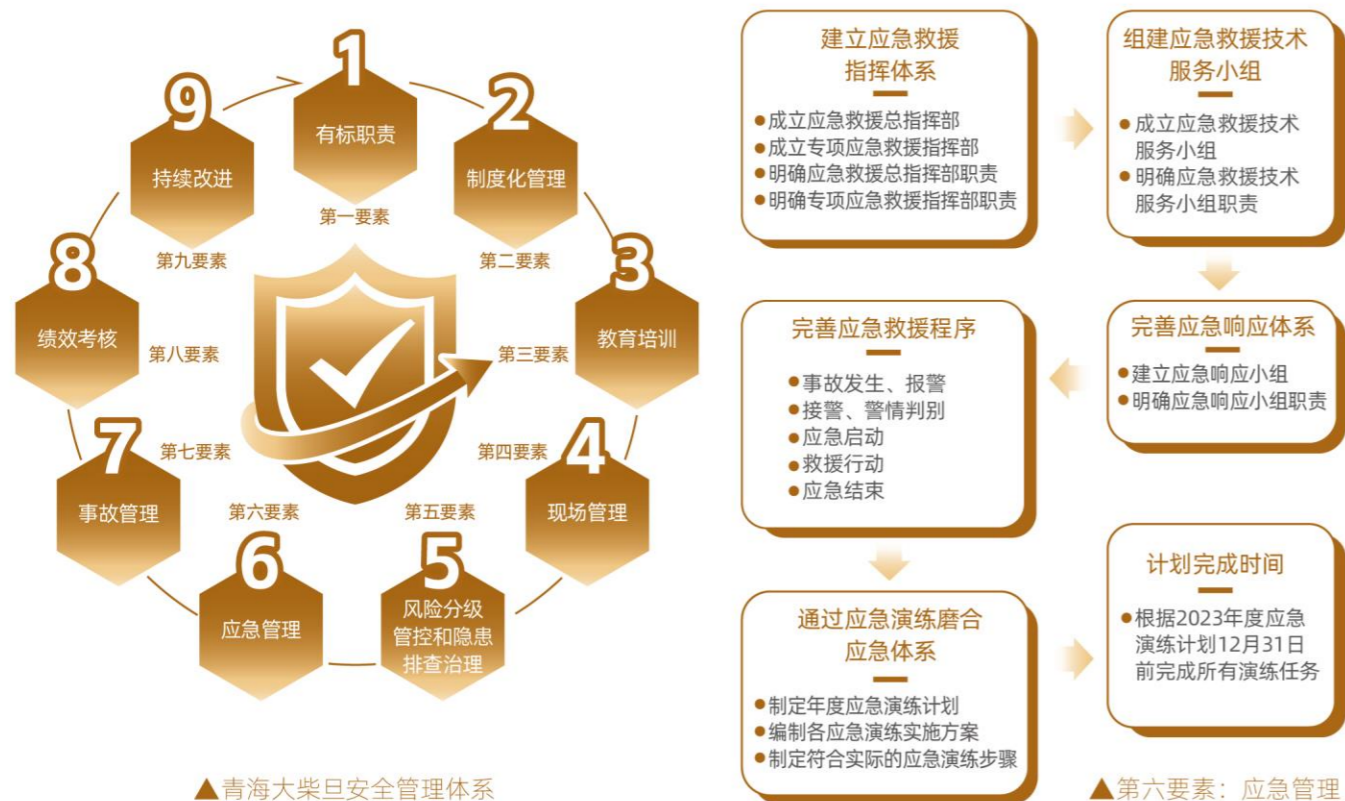 1
有标职责
第一要素
2
制度化管理
第二要素
3
教育培训
第三要素
4
现场管理
第四要素
5
风险分级
管控和隐患
排查治理
第五要素
6
应急管理
第六要素
7
事故管理
第七要素
8
绩效考核
第八要素
9
持续改进
第九要素
▲青海大柴旦安全管理体系
建立应急救援
指挥体系
●成立应急救援总指挥部
●成立专项应急救援指挥部
●明确应急救援总指挥部职责
●明确专项应急救援指挥部职责
组建应急救援技术
服务小组
●成立应急救援技术
服务小组
●明确应急救援技术
服务小组职责
完善应急响应体系
●建立应急响应小组
●明确应急响应小组职责
完善应急救援程序
●事故发生、报警
●接警、警情判别
●应急启动
●救援行动
●应急结束
通过应急演练磨合
应急体系
●制定年度应急演练计划
●编制各应急演练实施方案
●制定符合实际的应急演练步骤
计划完成时间
●根据2023年度应急
演练计划12月31日
前完成所有演练任务
▲第六要素：应急管理